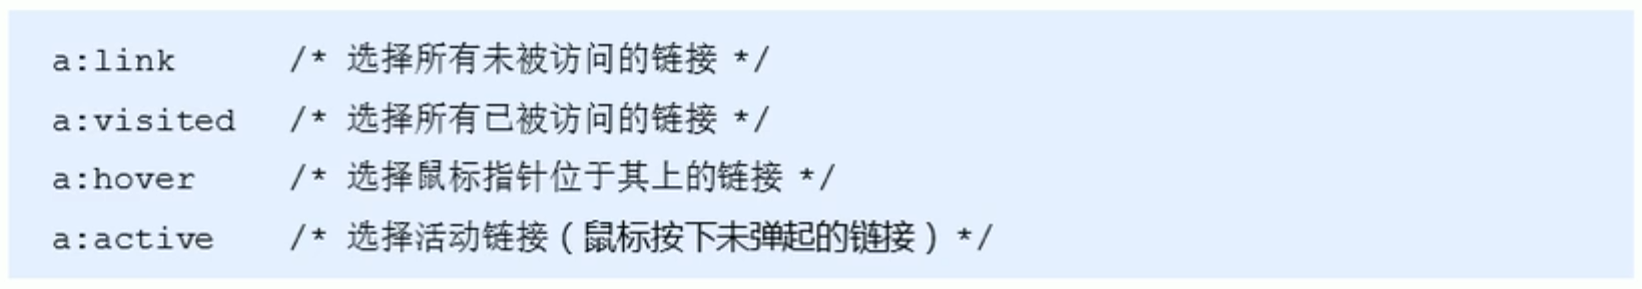 a:link /* 选择所有未被访问的链接 */
a:visited /* 选择所有已被访问的链接 */
a:hover /* 选择鼠标指针位于其上的链接 */
a:active /* 选择活动链接（鼠标按下未弹起的链接）*/